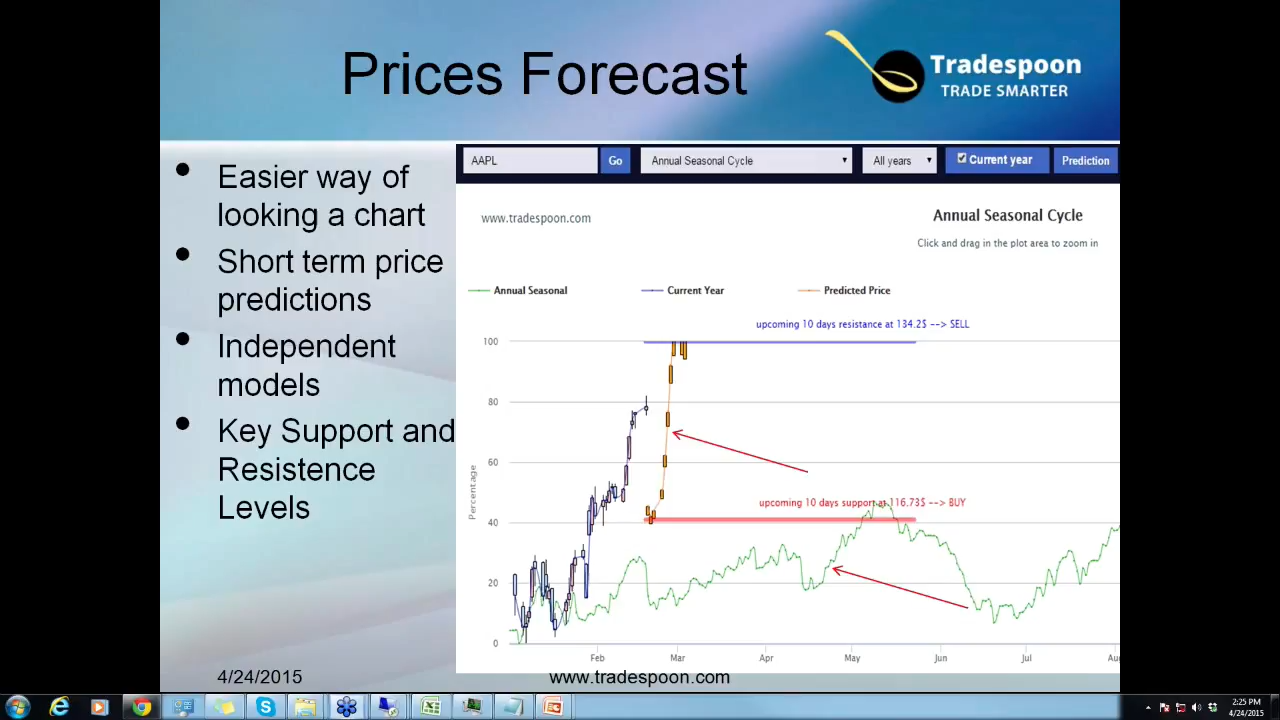 Prices Forecast
Tradespoon
TRADE SMARTER
• Easier way of
looking a chart
• Short term price
predictions
• Independent
models
• Key Support and
Resistence
Levels
AAPL
Go
Annual Seasonal Cycle
All years
Current year
Prediction
www.tradespoon.com
Annual Seasonal Cycle
Click and drag in the plot area to zoom in
Annual Seasonal
Current Year
Predicted Price
upcoming 10 days resistance at 134.2$ --> SELL
upcoming 10 days support at 116.73$ --> BUY
Percentage
100
80
60
40
20
0
Feb
Mar
Apr
May
Jun
Jul
Au
4/24/2015
www.tradespoon.com
2:25 PM
4/24/2015